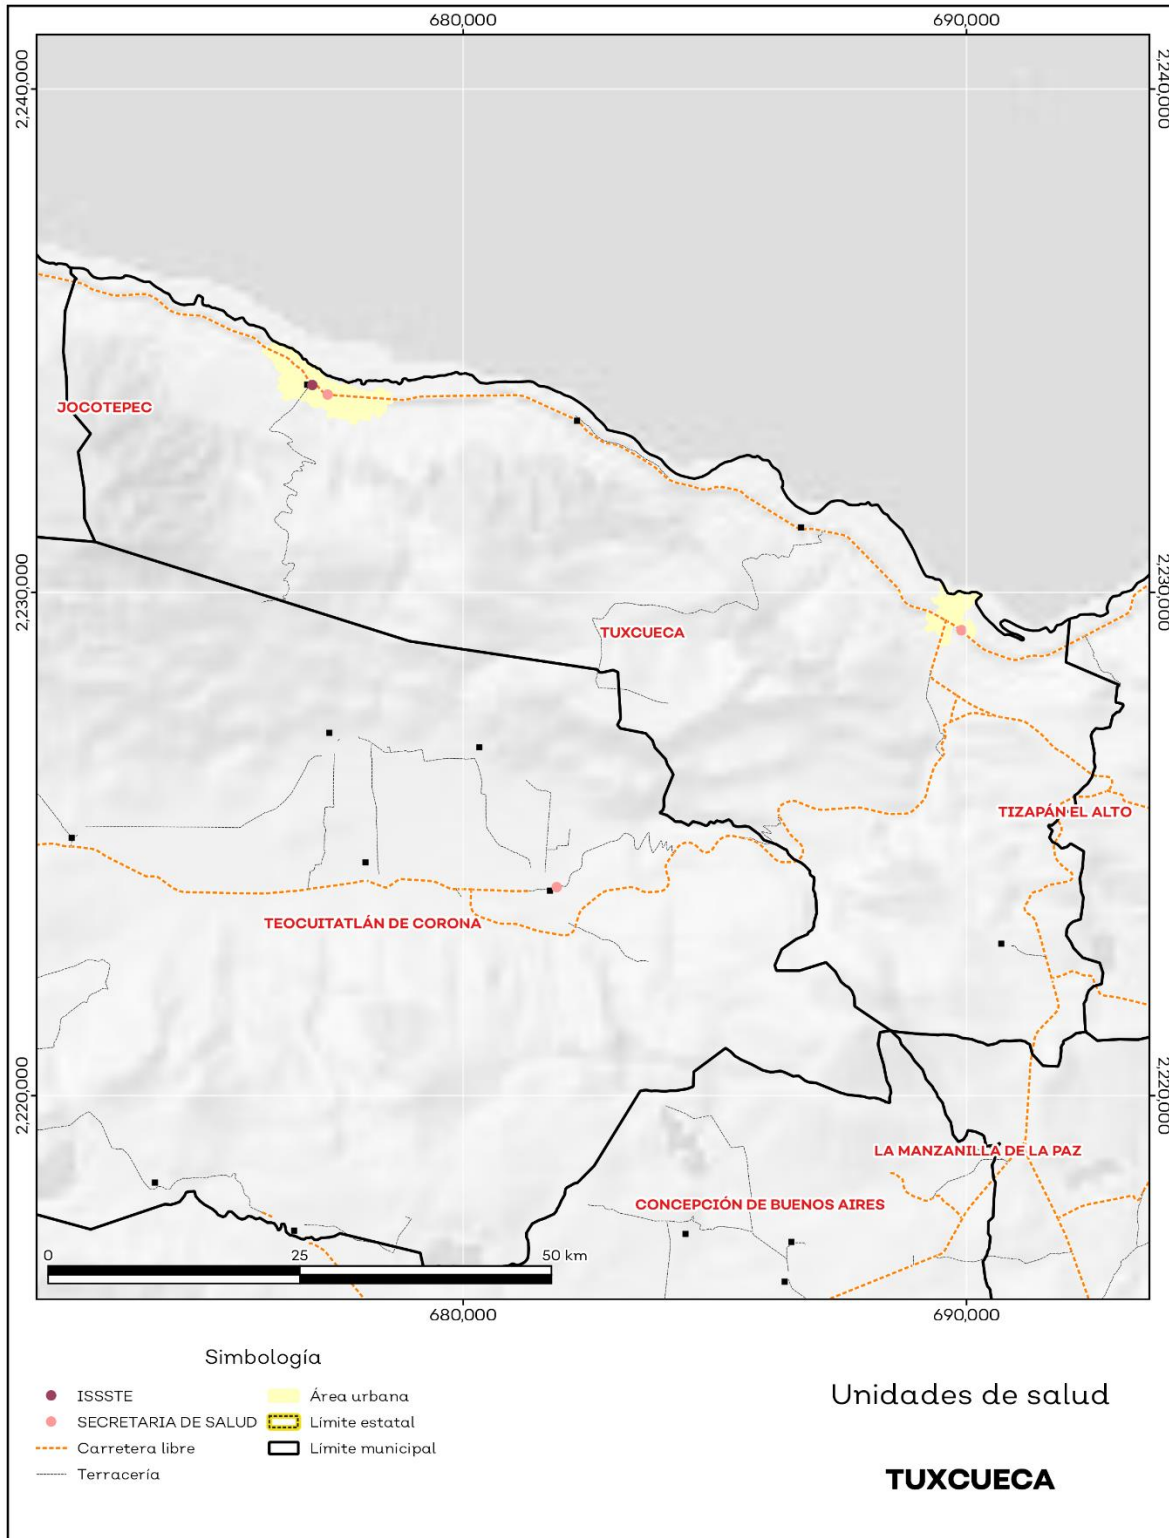 680,000
690,000
2,240,000
2,240,000
JOCOTEPEC
2,230,000
2,230,000
TUXCUECA
TIZAPÁN EL ALTO
TEOCUITATLÁN DE CORONA
2,220,000
2,220,000
LA MANZANILLA DE LA PAZ
CONCEPCIÓN DE BUENOS AIRES
0
25
50 km
680,000
690,000
Simbología
ISSSTE
SECRETARIA DE SALUD
Carretera libre
Terracería
Área urbana
Límite estatal
Límite municipal
Unidades de salud
TUXCUECA